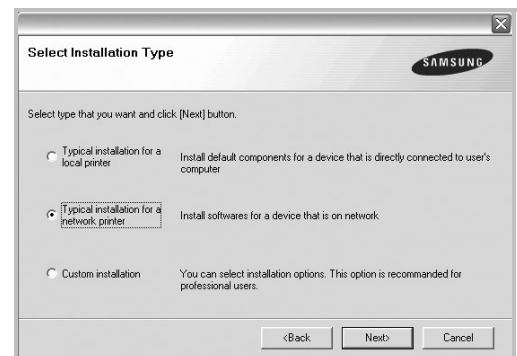 Select Installation Type
SAMSUNG
Select type that you want and click [Next] button.
Typical installation for a
local printer
Install default components for a device that is directly connected to user's
computer
Typical installation for a
network printer
Install softwares for a device that is on network
Custom installation
You can select installation options. This option is recommanded for
professional users.
<Back
Next>
Cancel